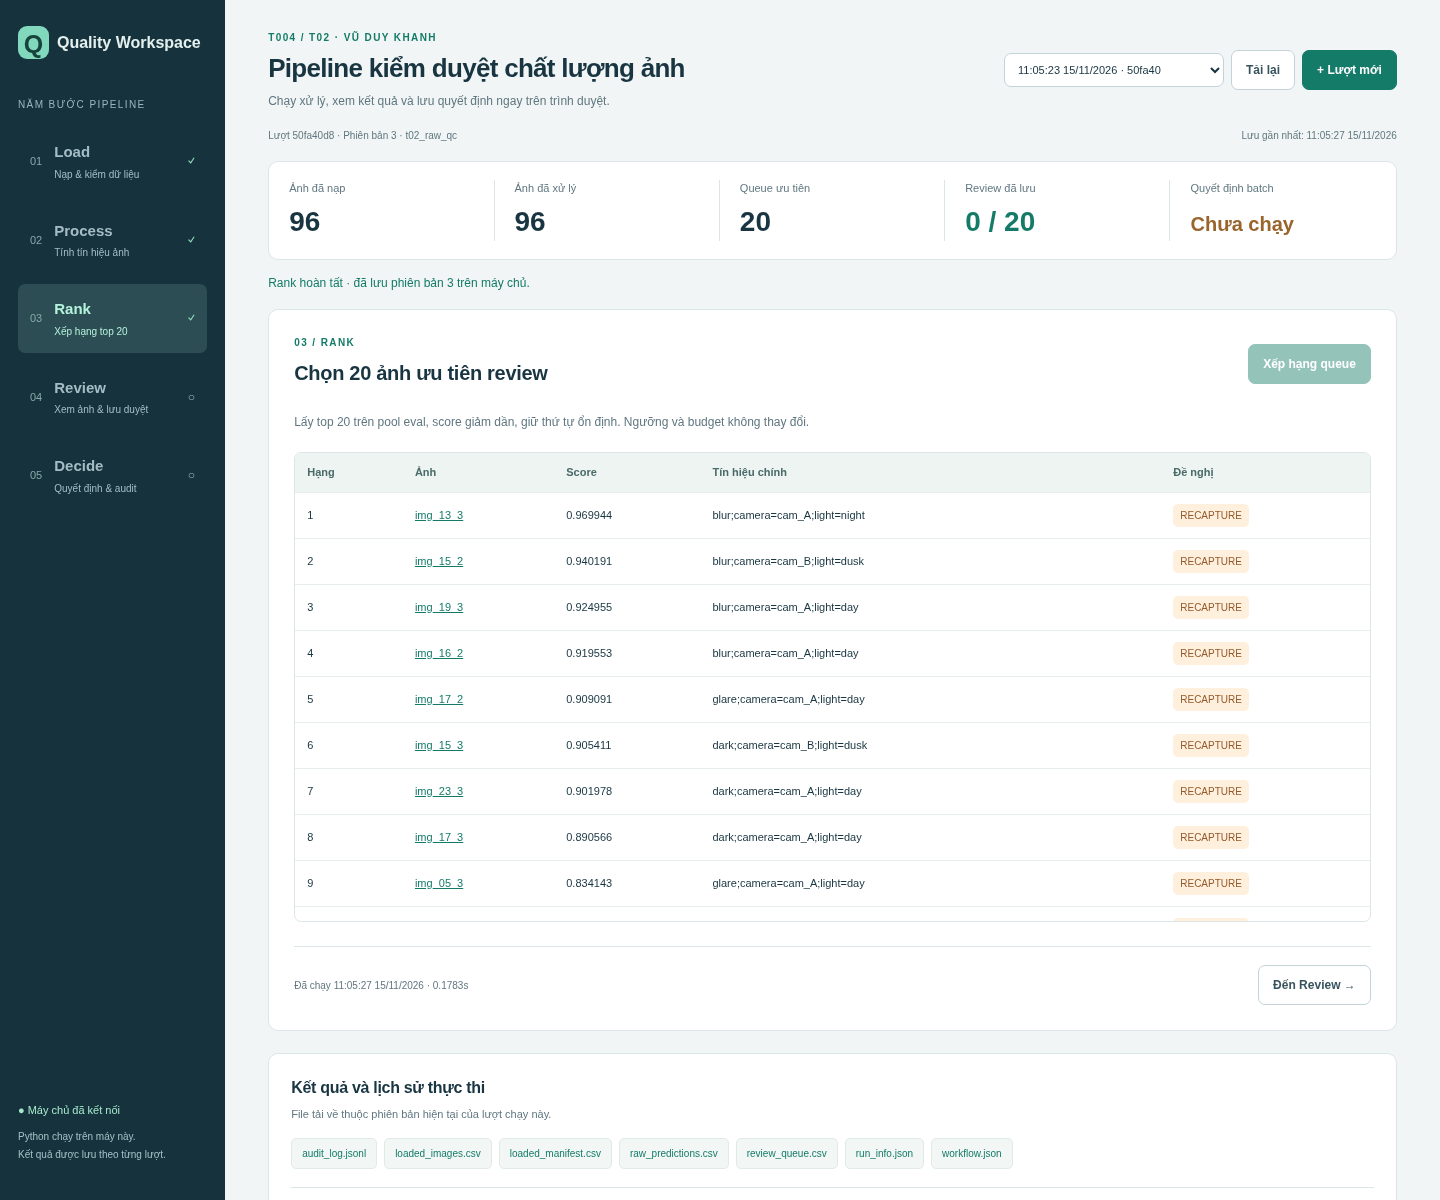 Q Quality Workspace
NĂM BƯỚC PIPELINE
01 Load ✓
Nạp & kiểm dữ liệu
02 Process ✓
Tính tín hiệu ảnh
03 Rank ✓
Xếp hạng top 20
04 Review ○
Xem ảnh & lưu duyệt
05 Decide ○
Quyết định & audit
● Máy chủ đã kết nối
Python chạy trên máy này.
Kết quả được lưu theo từng lượt.
T004 / T02 · VŨ DUY KHANH
Pipeline kiểm duyệt chất lượng ảnh
Chạy xử lý, xem kết quả và lưu quyết định ngay trên trình duyệt.
11:05:23 15/11/2026 · 50fa40
Tải lại
+ Lượt mới
Lượt 50fa40d8 · Phiên bản 3 · t02_raw_qc
Lưu gần nhất: 11:05:27 15/11/2026
Ảnh đã nạp
96
Ảnh đã xử lý
96
Queue ưu tiên
20
Review đã lưu
0 / 20
Quyết định batch
Chưa chạy
Rank hoàn tất · đã lưu phiên bản 3 trên máy chủ.
03 / RANK
Chọn 20 ảnh ưu tiên review
Xếp hạng queue
Lấy top 20 trên pool eval, score giảm dần, giữ thứ tự ổn định. Ngưỡng và budget không thay đổi.
Hạng Ảnh Score Tín hiệu chính Đề nghị
1 img_13_3 0.969944 blur;camera=cam_A;light=night RECAPTURE
2 img_15_2 0.940191 blur;camera=cam_B;light=dusk RECAPTURE
3 img_19_3 0.924955 blur;camera=cam_A;light=day RECAPTURE
4 img_16_2 0.919553 blur;camera=cam_A;light=day RECAPTURE
5 img_17_2 0.909091 glare;camera=cam_A;light=day RECAPTURE
6 img_15_3 0.905411 dark;camera=cam_B;light=dusk RECAPTURE
7 img_23_3 0.901978 dark;camera=cam_A;light=day RECAPTURE
8 img_17_3 0.890566 dark;camera=cam_A;light=day RECAPTURE
9 img_05_3 0.834143 glare;camera=cam_A;light=day RECAPTURE
Đã chạy 11:05:27 15/11/2026 · 0.1783s
Đến Review →
Kết quả và lịch sử thực thi
File tải về thuộc phiên bản hiện tại của lượt chạy này.
audit_log.jsonl loaded_images.csv loaded_manifest.csv raw_predictions.csv review_queue.csv run_info.json workflow.json